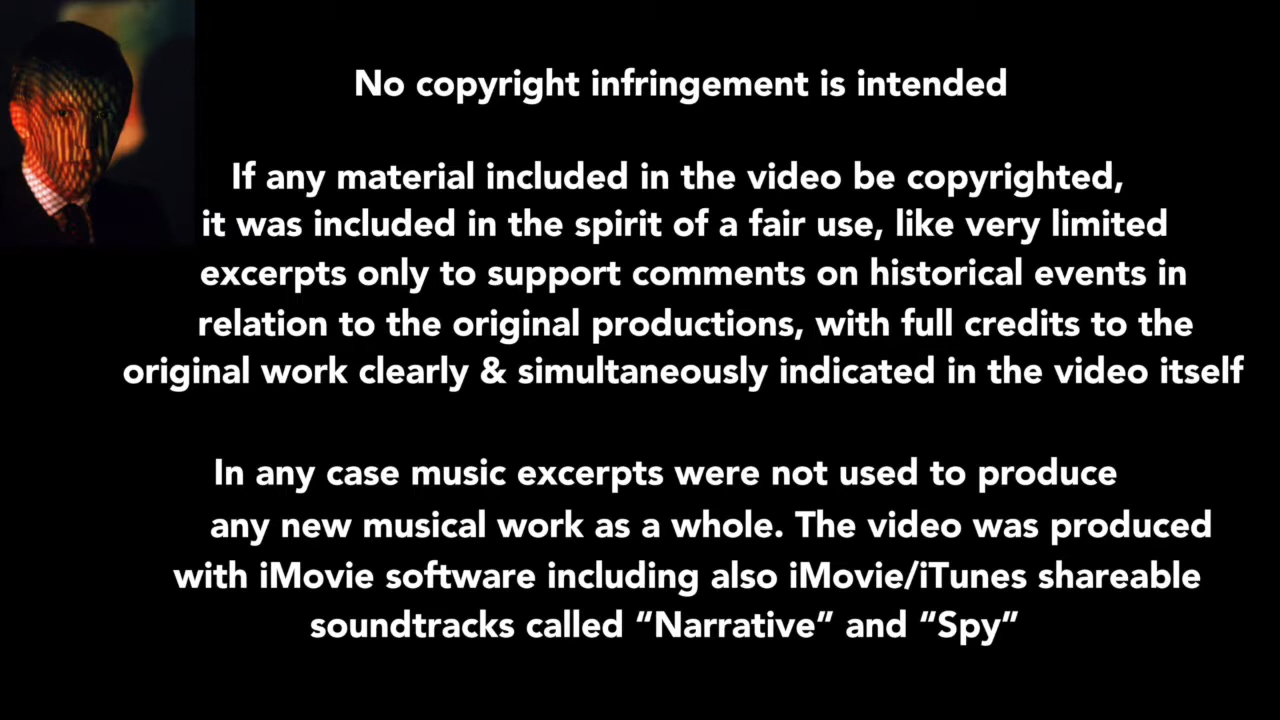 No copyright infringement is intended
If any material included in the video be copyrighted,
it was included in the spirit of a fair use, like very limited
excerpts only to support comments on historical events in
relation to the original productions, with full credits to the
original work clearly & simultaneously indicated in the video itself
In any case music excerpts were not used to produce
any new musical work as a whole. The video was produced
with iMovie software including also iMovie/iTunes shareable
soundtracks called “Narrative” and “Spy”